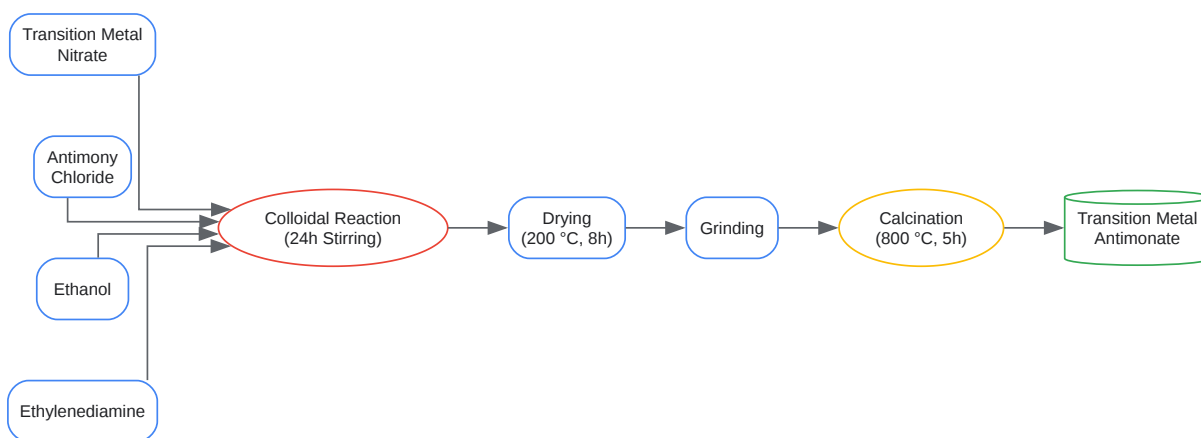 Transition Metal
Nitrate
Antimony
Chloride
Ethanol
Ethylenediamine
Colloidal Reaction
(24h Stirring)
Drying
(200 °C, 8h)
Grinding
Calcination
(800 °C, 5h)
Transition Metal
Antimonate